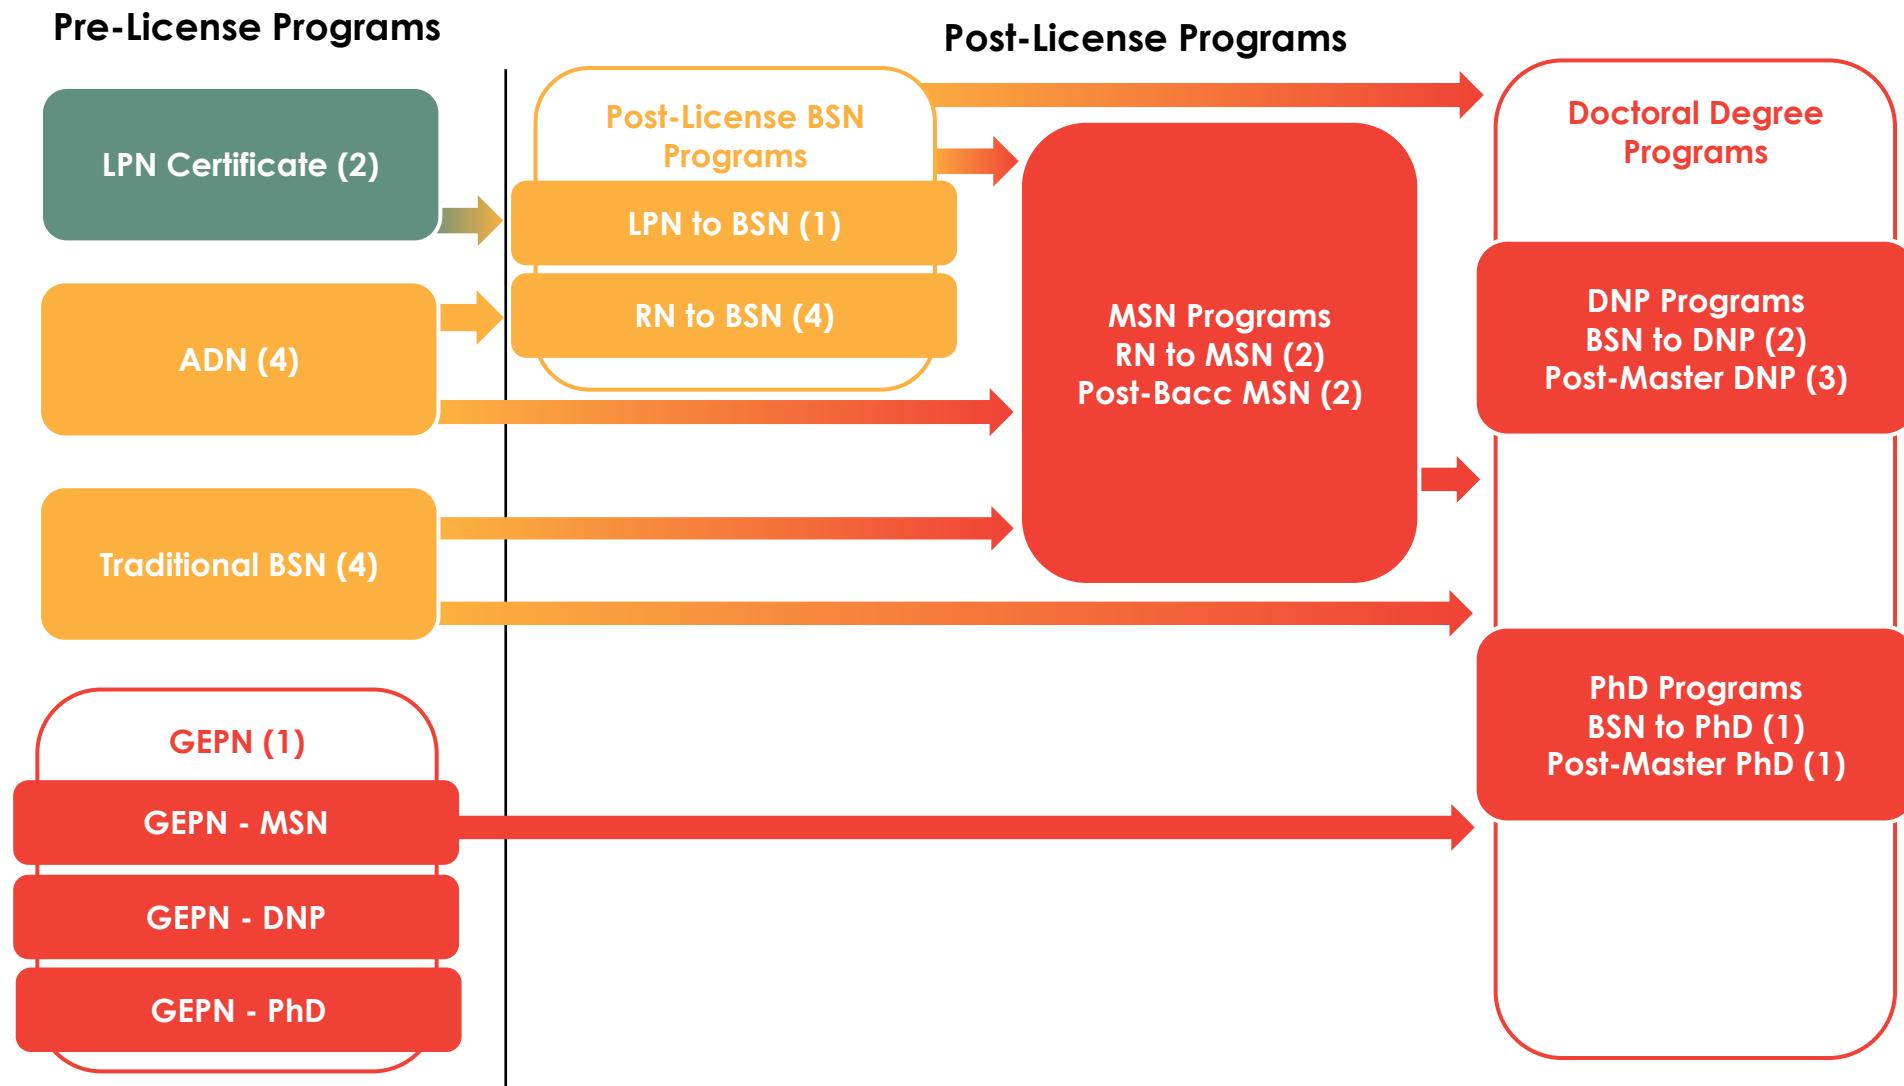 Pre-License Programs
Post-License Programs
LPN Certificate (2)
ADN (4)
Traditional BSN (4)
GEPN (1)
GEPN - MSN
GEPN - DNP
GEPN - PhD
Post-License BSN
Programs
LPN to BSN (1)
RN to BSN (4)
MSN Programs
RN to MSN (2)
Post-Bacc MSN (2)
Doctoral Degree
Programs
DNP Programs
BSN to DNP (2)
Post-Master DNP (3)
PhD Programs
BSN to PhD (1)
Post-Master PhD (1)